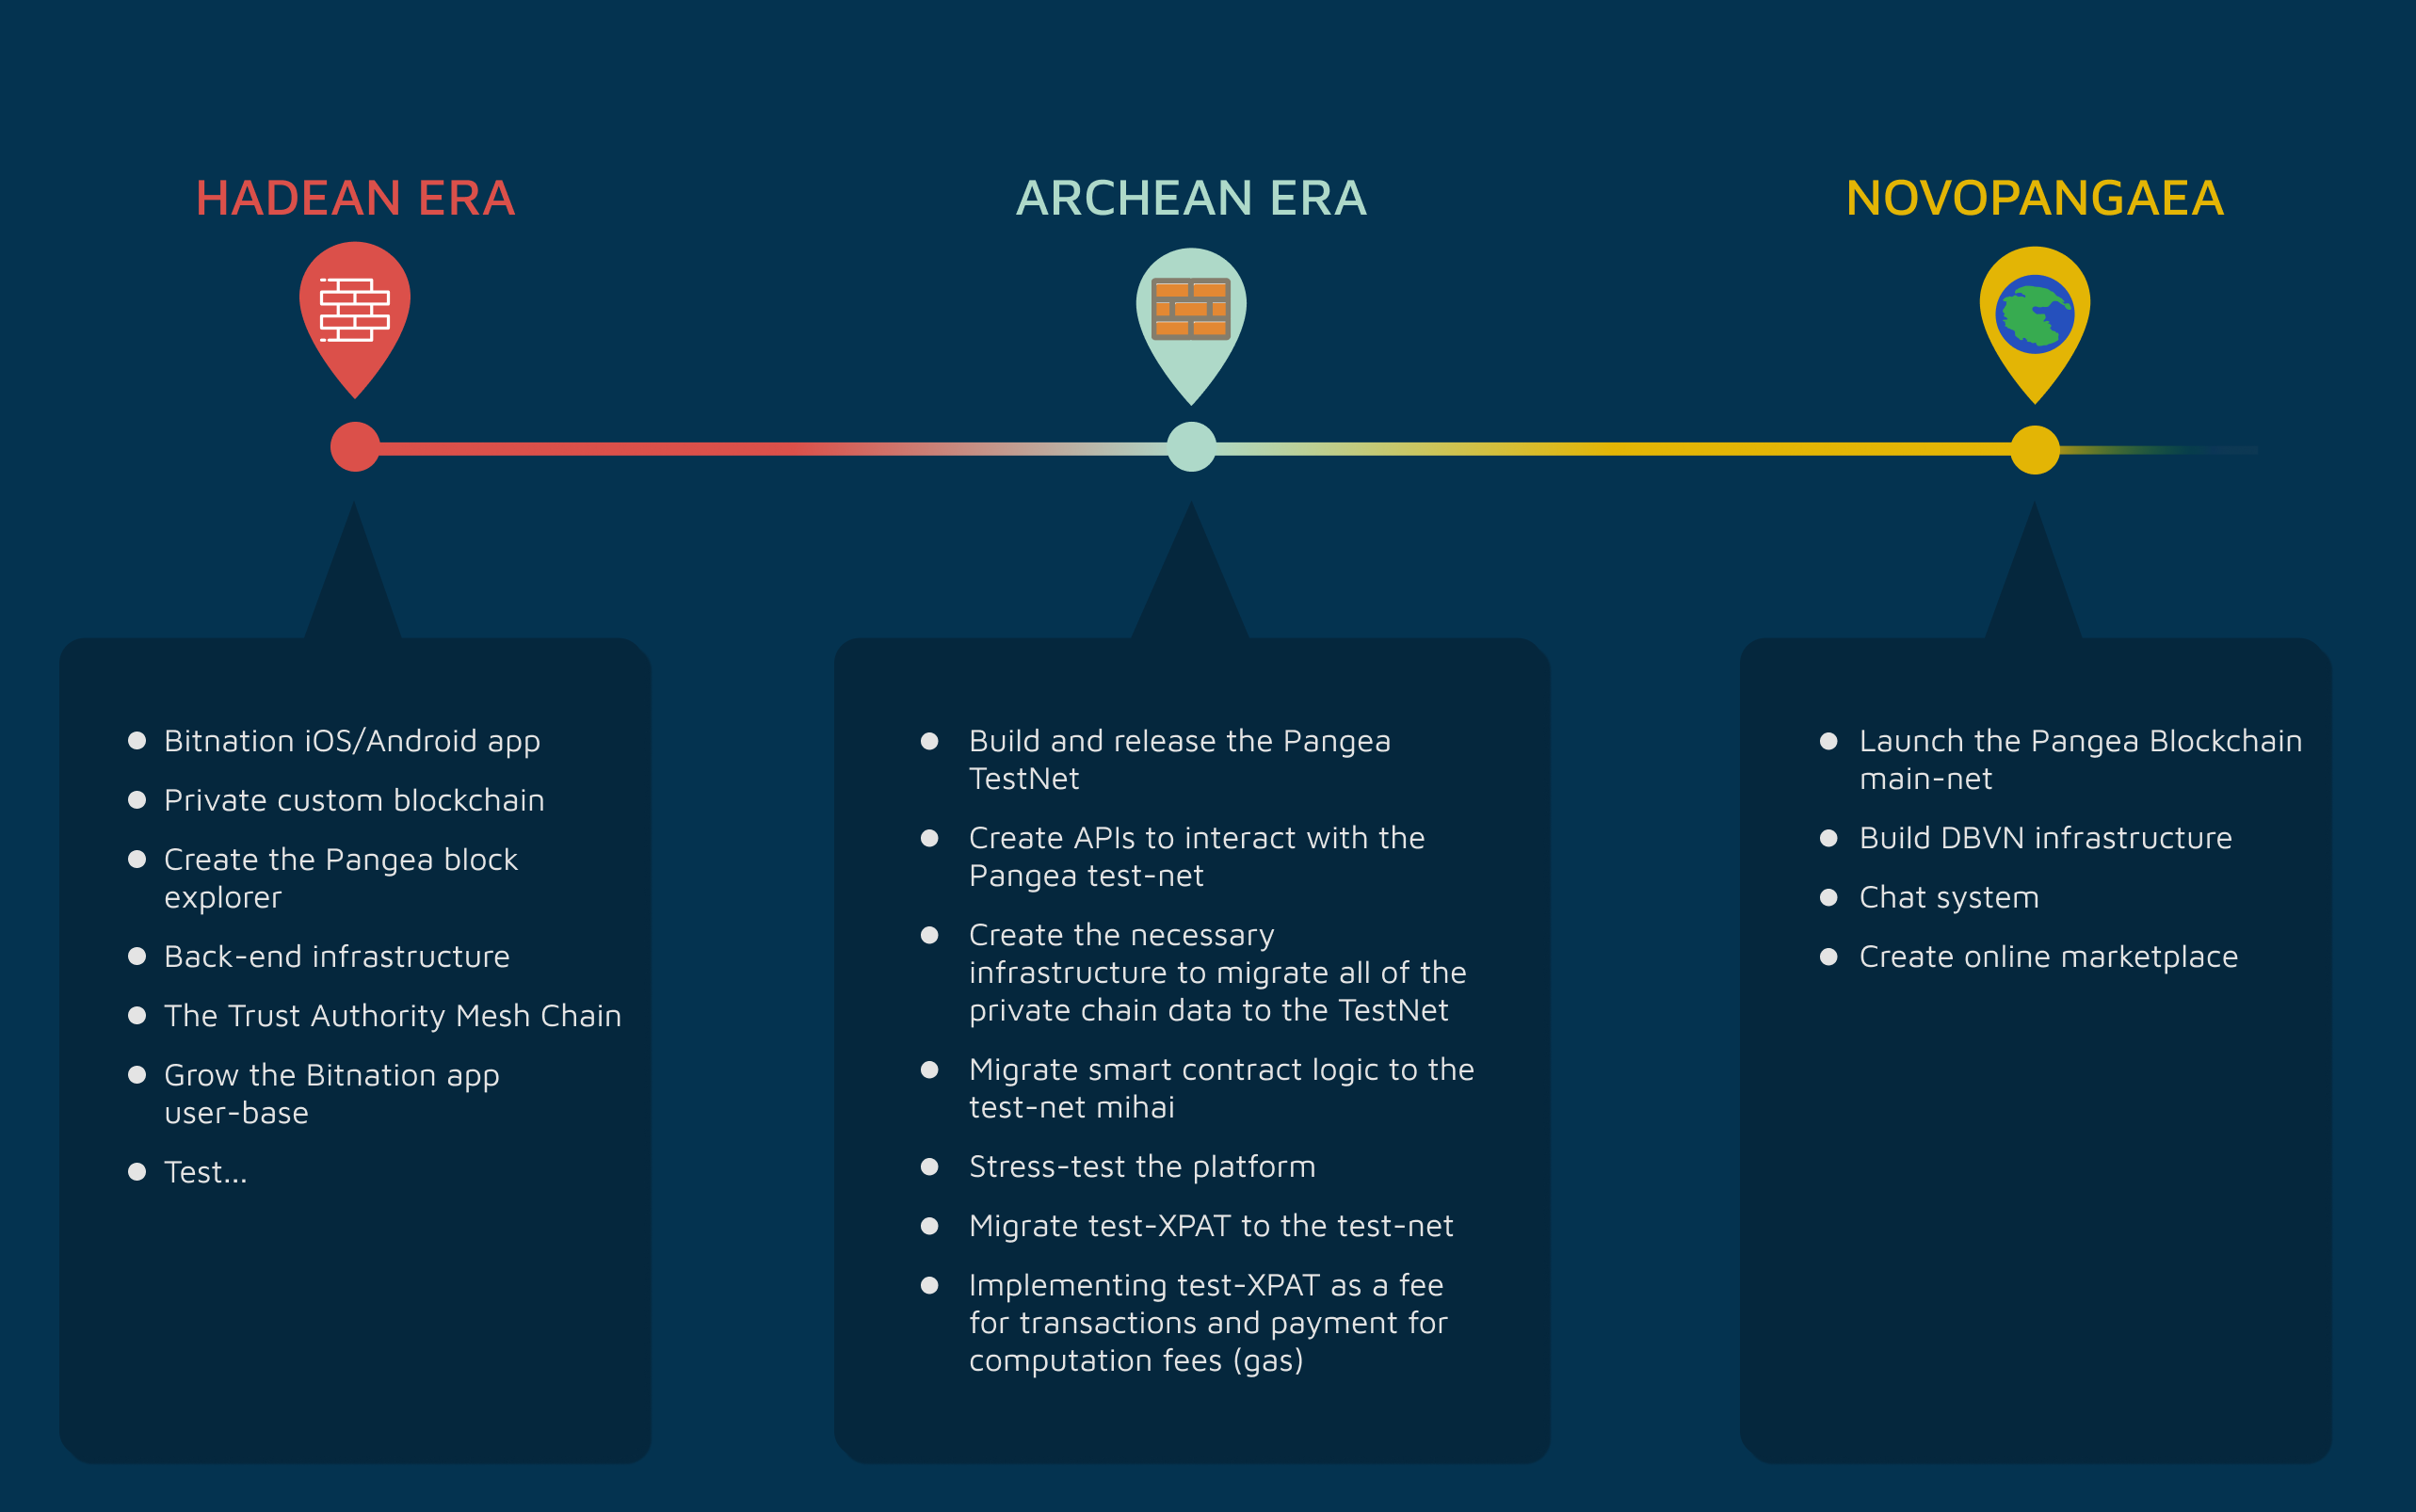 HADEAN ERA
ARCHEAN ERA
NOVOPANGAEA
Bitnation iOS/Android app
Private custom blockchain
Create the Pangea block
explorer
Back-end infrastructure
The Trust Authority Mesh Chain
Grow the Bitnation app
user-base
Test...
Build and release the Pangea
TestNet
Create APIs to interact with the
Pangea test-net
Create the necessary
infrastructure to migrate all of the
private chain data to the TestNet
Migrate smart contract logic to the
test-net mihai
Stress-test the platform
Migrate test-XPAT to the test-net
Implementing test-XPAT as a fee
for transactions and payment for
computation fees (gas)
Launch the Pangea Blockchain
main-net
Build DBVN infrastructure
Chat system
Create online marketplace